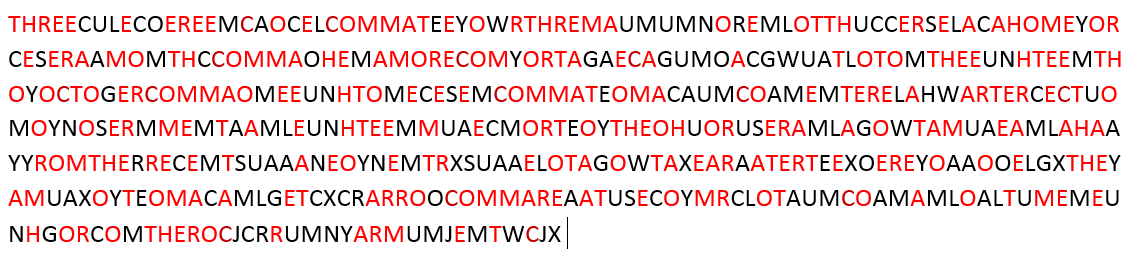 THREECULECOEREEMCAOCELCOMMATEEYOWRTHREMAUMUMNOREMLOTTHUCCERSELACAHOMEYOR
CESERAAMOMTHCCOMMAOHEMAMORECOMYORTAGAECAGUMOACGWUATLOTOMTHEEUNHTEEMTH
OYOCTOGERCOMMAOMEEUNHTOMECESEMCOMMATEOMACAUMCOAMEMTERELAHWARTERCECTUO
MOYNOSERMMEMTAAMLEUNHTEEMMUAECMORTEOYTHEOHUORUSERAMLAGOWTAMUAEAMLAHAA
YYROMTHERRECEMTSUAAANEOYNEMTRXSUAAELOTAGOWTAXEARAATERTEEXOEREYOAAOOELGXTHEY
AMUAXOYTEOMACAMLGETCXCRARROOCOMMAREAATUSECOYMRCLOTAUMCOAMAMLOALTUMEMEU
NHGORCOMTHEROCJCRRUMNYARMUMJEMTWCJX